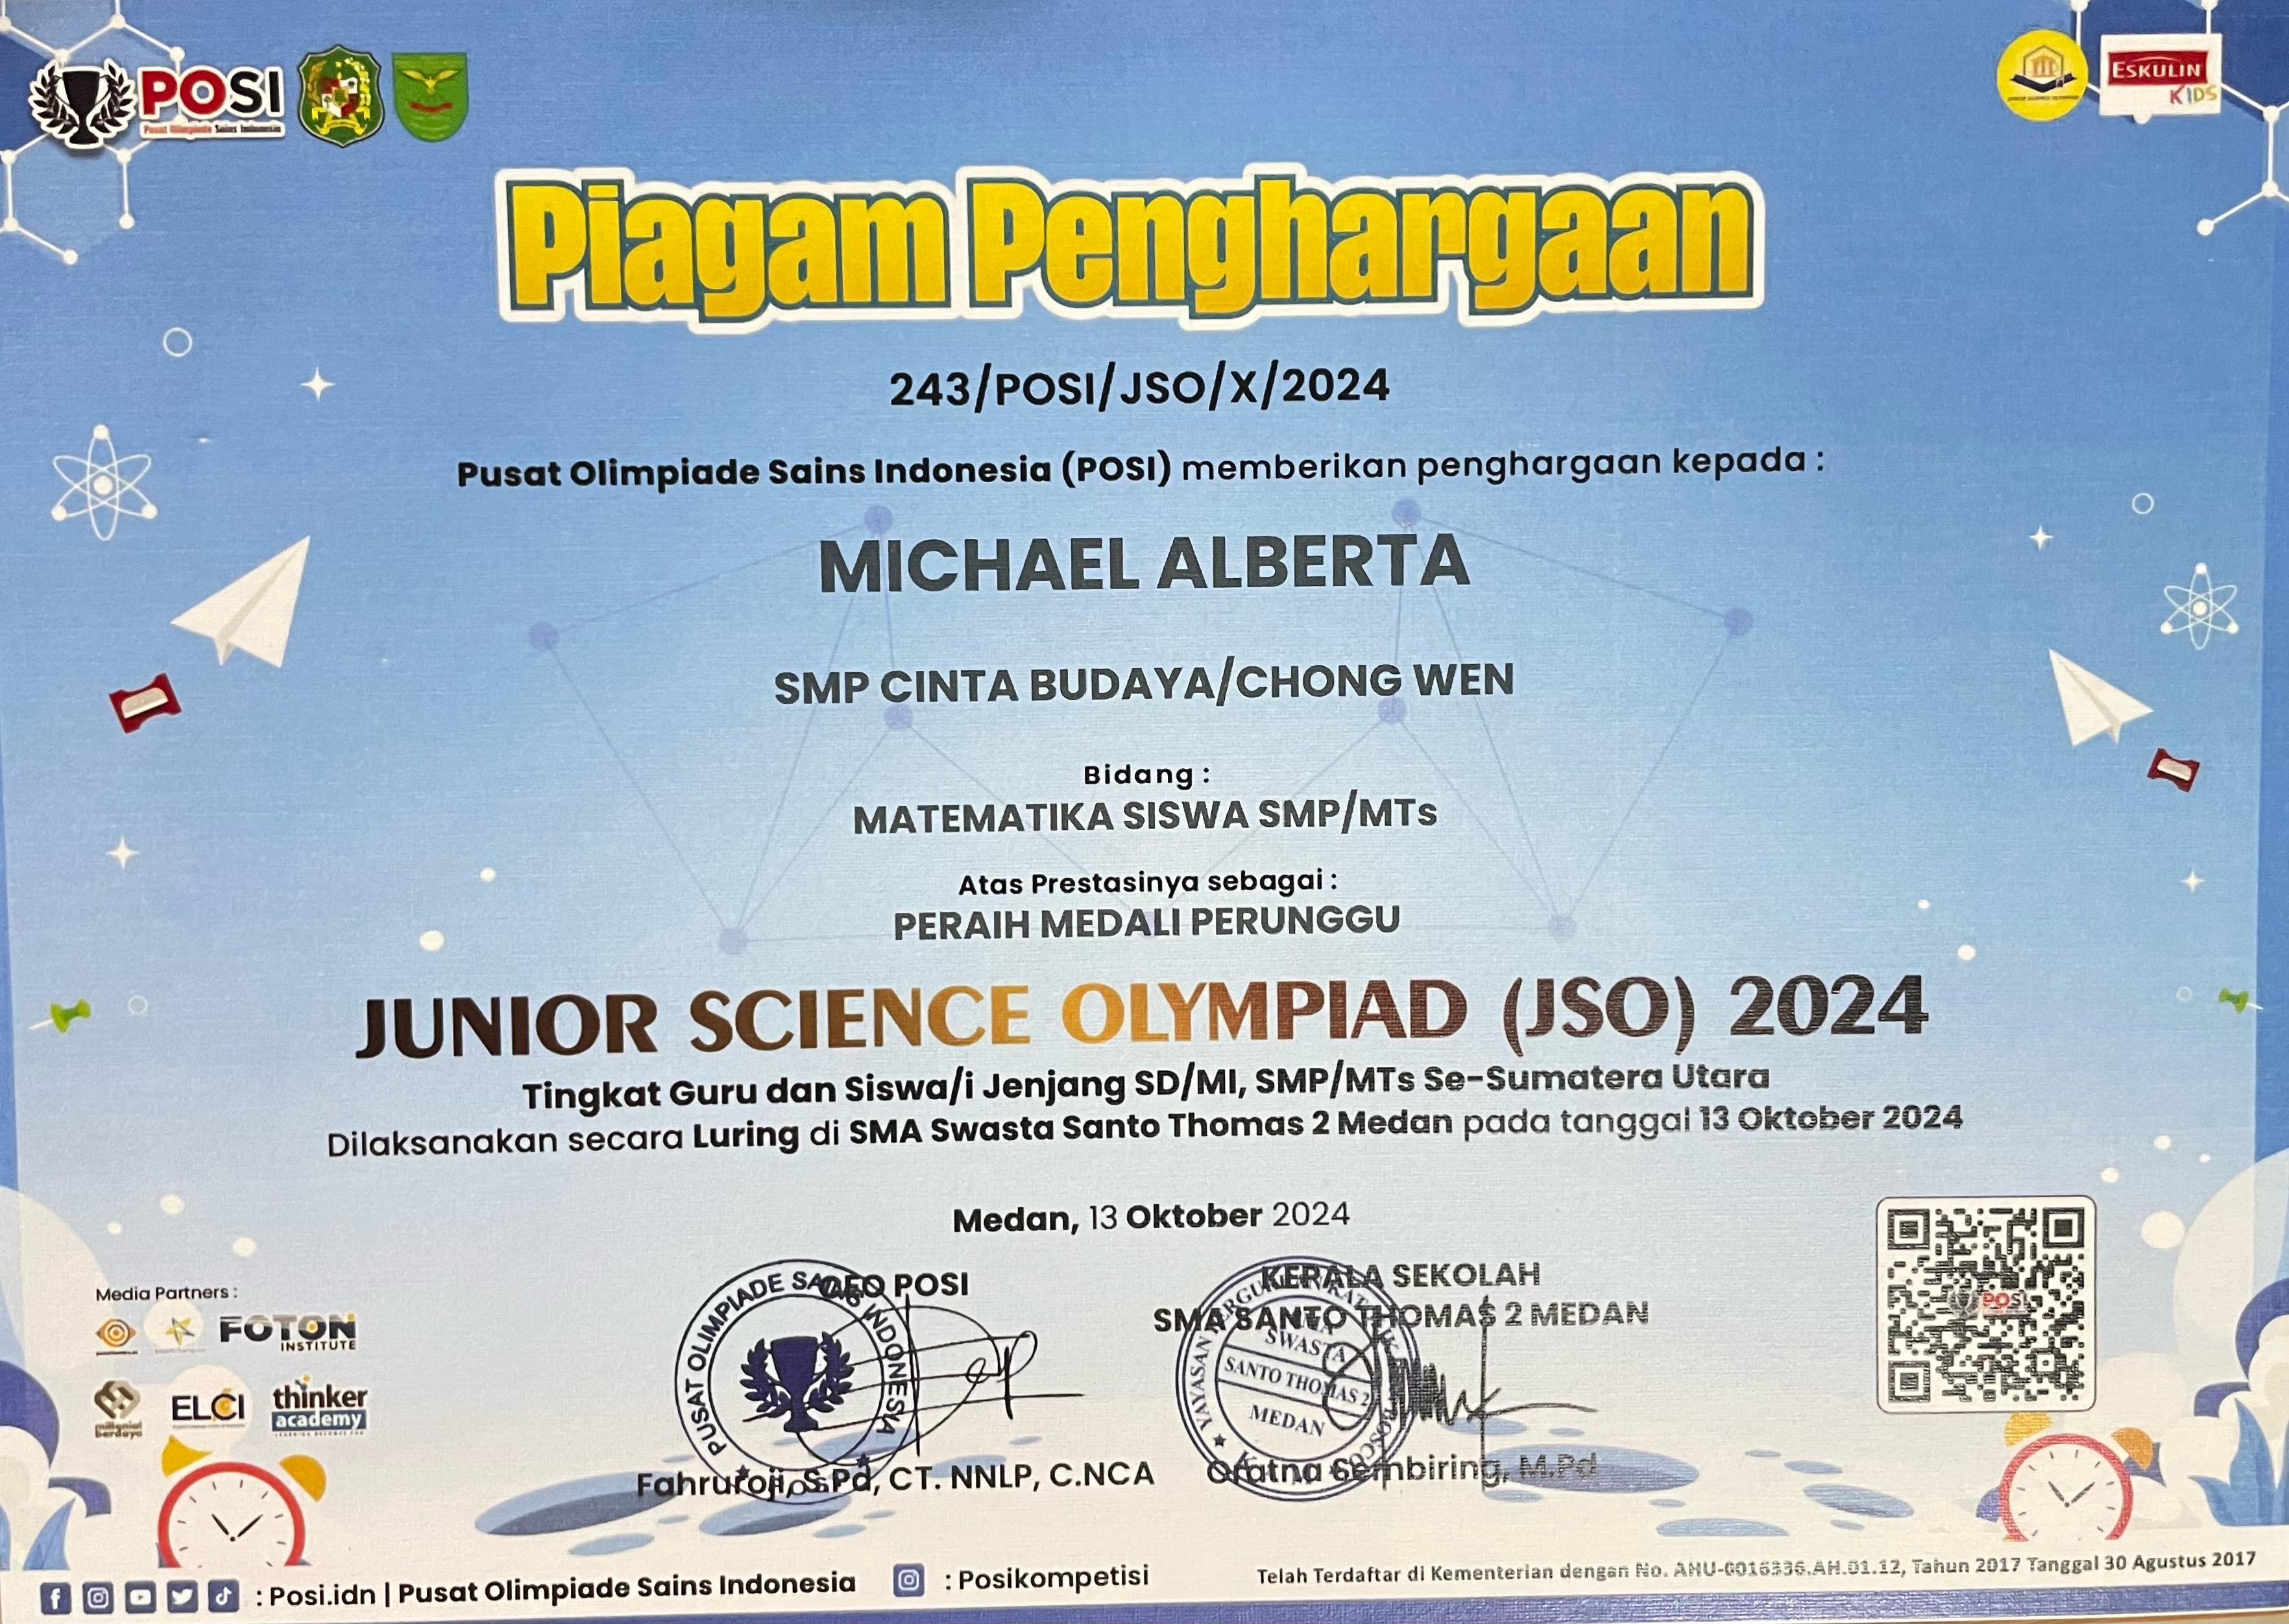 POSI
Pusat Olimpiade Sains Indonesia
ESKULIN
KIDS
Piagam Penghargaan
243/POSI/JSO/X/2024
Pusat Olimpiade Sains Indonesia (POSI) memberikan penghargaan kepada :
MICHAEL ALBERTA
SMP CINTA BUDAYA/CHONG WEN
Bidang :
MATEMATIKA SISWA SMP/MTs
Atas Prestasinya sebagai :
PERAIH MEDALI PERUNGGU
JUNIOR SCIENCE OLYMPIAD (JSO) 2024
Tingkat Guru dan Siswa/i Jenjang SD/MI, SMP/MTs Se-Sumatera Utara
Dilaksanakan secara Luring di SMA Swasta Santo Thomas 2 Medan pada tanggal 13 Oktober 2024
Medan, 13 Oktober 2024
CEO POSI
KEPALA SEKOLAH
SMA SANTO THOMAS 2 MEDAN
PUSAT OLIMPIADE SAINS INDONESIA
SWASTA
SANTO THOMAS 2
MEDAN
Fahruroji, S.Pd, CT. NNLP, C.NCA
Sembiring, M.Pd
Media Partners :
FOTON
INSTITUTE
millenial
berdaya
ELCI
thinker
academy
POSI
: Posi.idn | Pusat Olimpiade Sains Indonesia
: Posikompetisi
Telah Terdaftar di Kementerian dengan No. AHU-0016336.AH.01.12, Tahun 2017 Tanggal 30 Agustus 2017